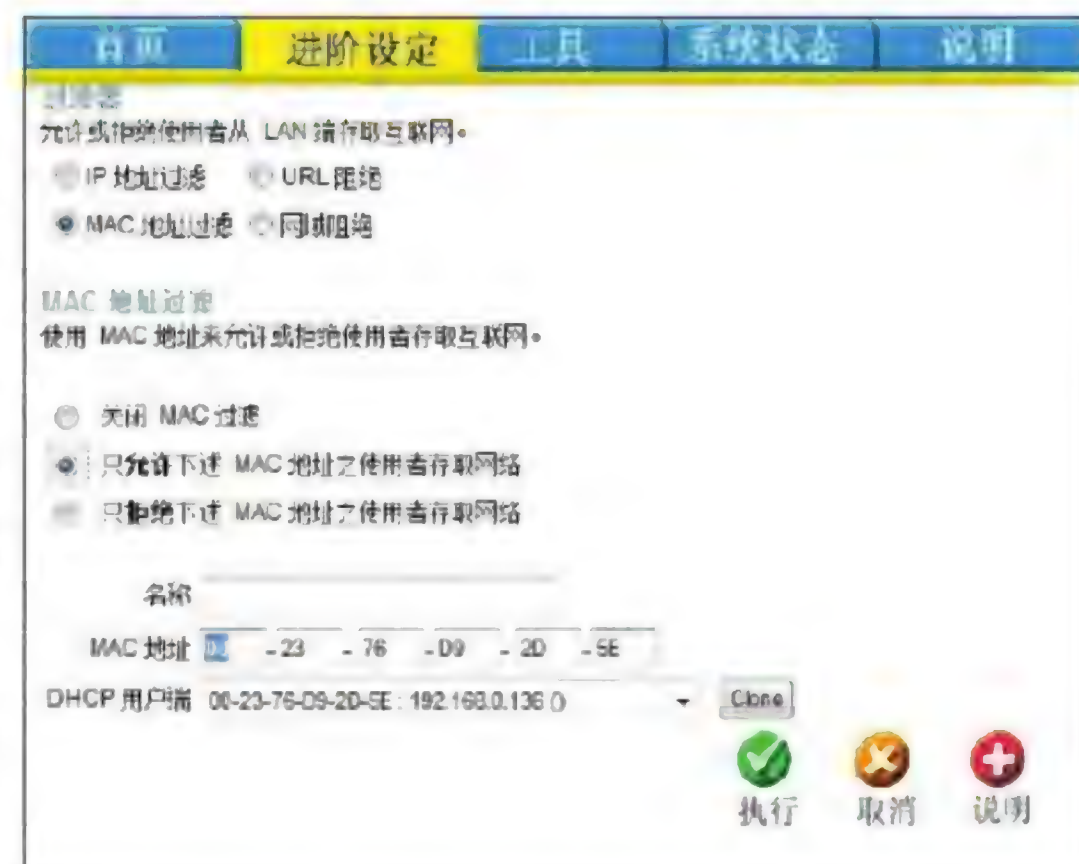 首页 进阶设定 工具 系统状态 说明
过滤器
允许或拒绝使用者从 LAN 端存取互联网。
IP 地址过滤 URL 阻绝
MAC 地址过滤 网域阻绝
MAC 地址过滤
使用 MAC 地址来允许或拒绝使用者存取互联网。
关闭 MAC 过滤
只允许下述 MAC 地址之使用者存取网络
只拒绝下述 MAC 地址之使用者存取网络
名称
MAC 地址 - 23 - 76 - D9 - 2D - 5E
DHCP 用户端 00-23-76-D9-2D-5E : 192.168.0.136 () Clone
执行 取消 说明